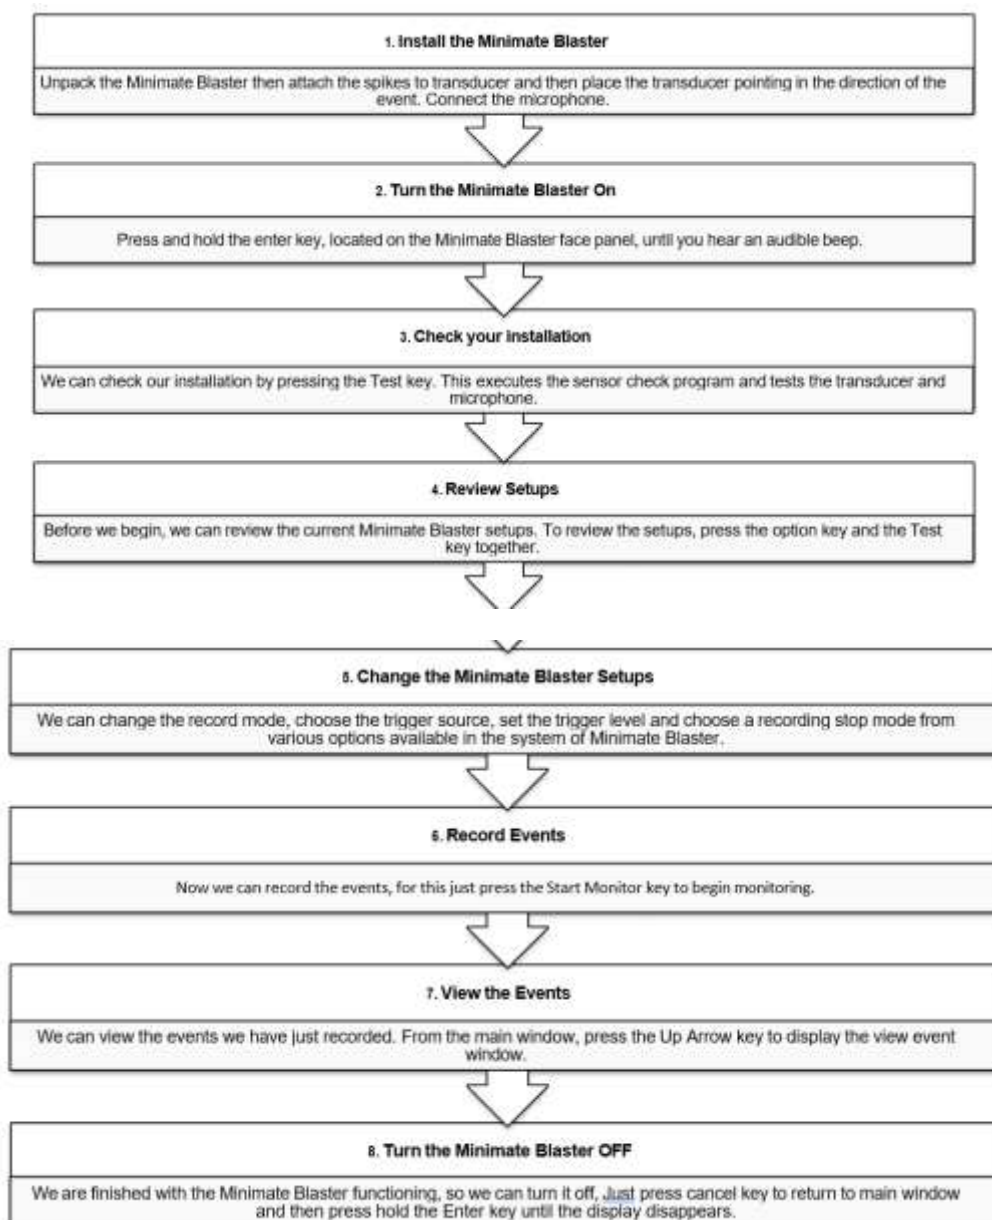 1. Install the Minimate Blaster
Unpack the Minimate Blaster then attach the spikes to transducer and then place the transducer pointing in the direction of the
event. Connect the microphone.
2. Turn the Minimate Blaster On
Press and hold the enter key, located on the Minimate Blaster face panel, until you hear an audible beep.
3. Check your installation
We can check our installation by pressing the Test key. This executes the sensor check program and tests the transducer and
microphone.
4. Review Setups
Before we begin, we can review the current Minimate Blaster setups. To review the setups, press the option key and the Test
key together.
5. Change the Minimate Blaster Setups
We can change the record mode, choose the trigger source, set the trigger level and choose a recording stop mode from
various options available in the system of Minimate Blaster.
6. Record Events
Now we can record the events, for this just press the Start Monitor key to begin monitoring.
7. View the Events
We can view the events we have just recorded. From the main window, press the Up Arrow key to display the view event
window.
8. Turn the Minimate Blaster OFF
We are finished with the Minimate Blaster functioning, so we can turn it off, Just press cancel key to return to main window
and then press hold the Enter key until the display disappears.